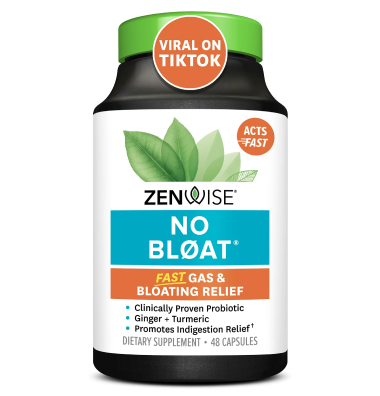 VIRAL ON
TIKTOK
ACTS
FAST
ZENWISE®
NO
BLØAT®
FAST GAS &
BLOATING RELIEF
• Clinically Proven Probiotic
• Ginger + Turmeric
• Promotes Indigestion Relief†
DIETARY SUPPLEMENT • 48 CAPSULES